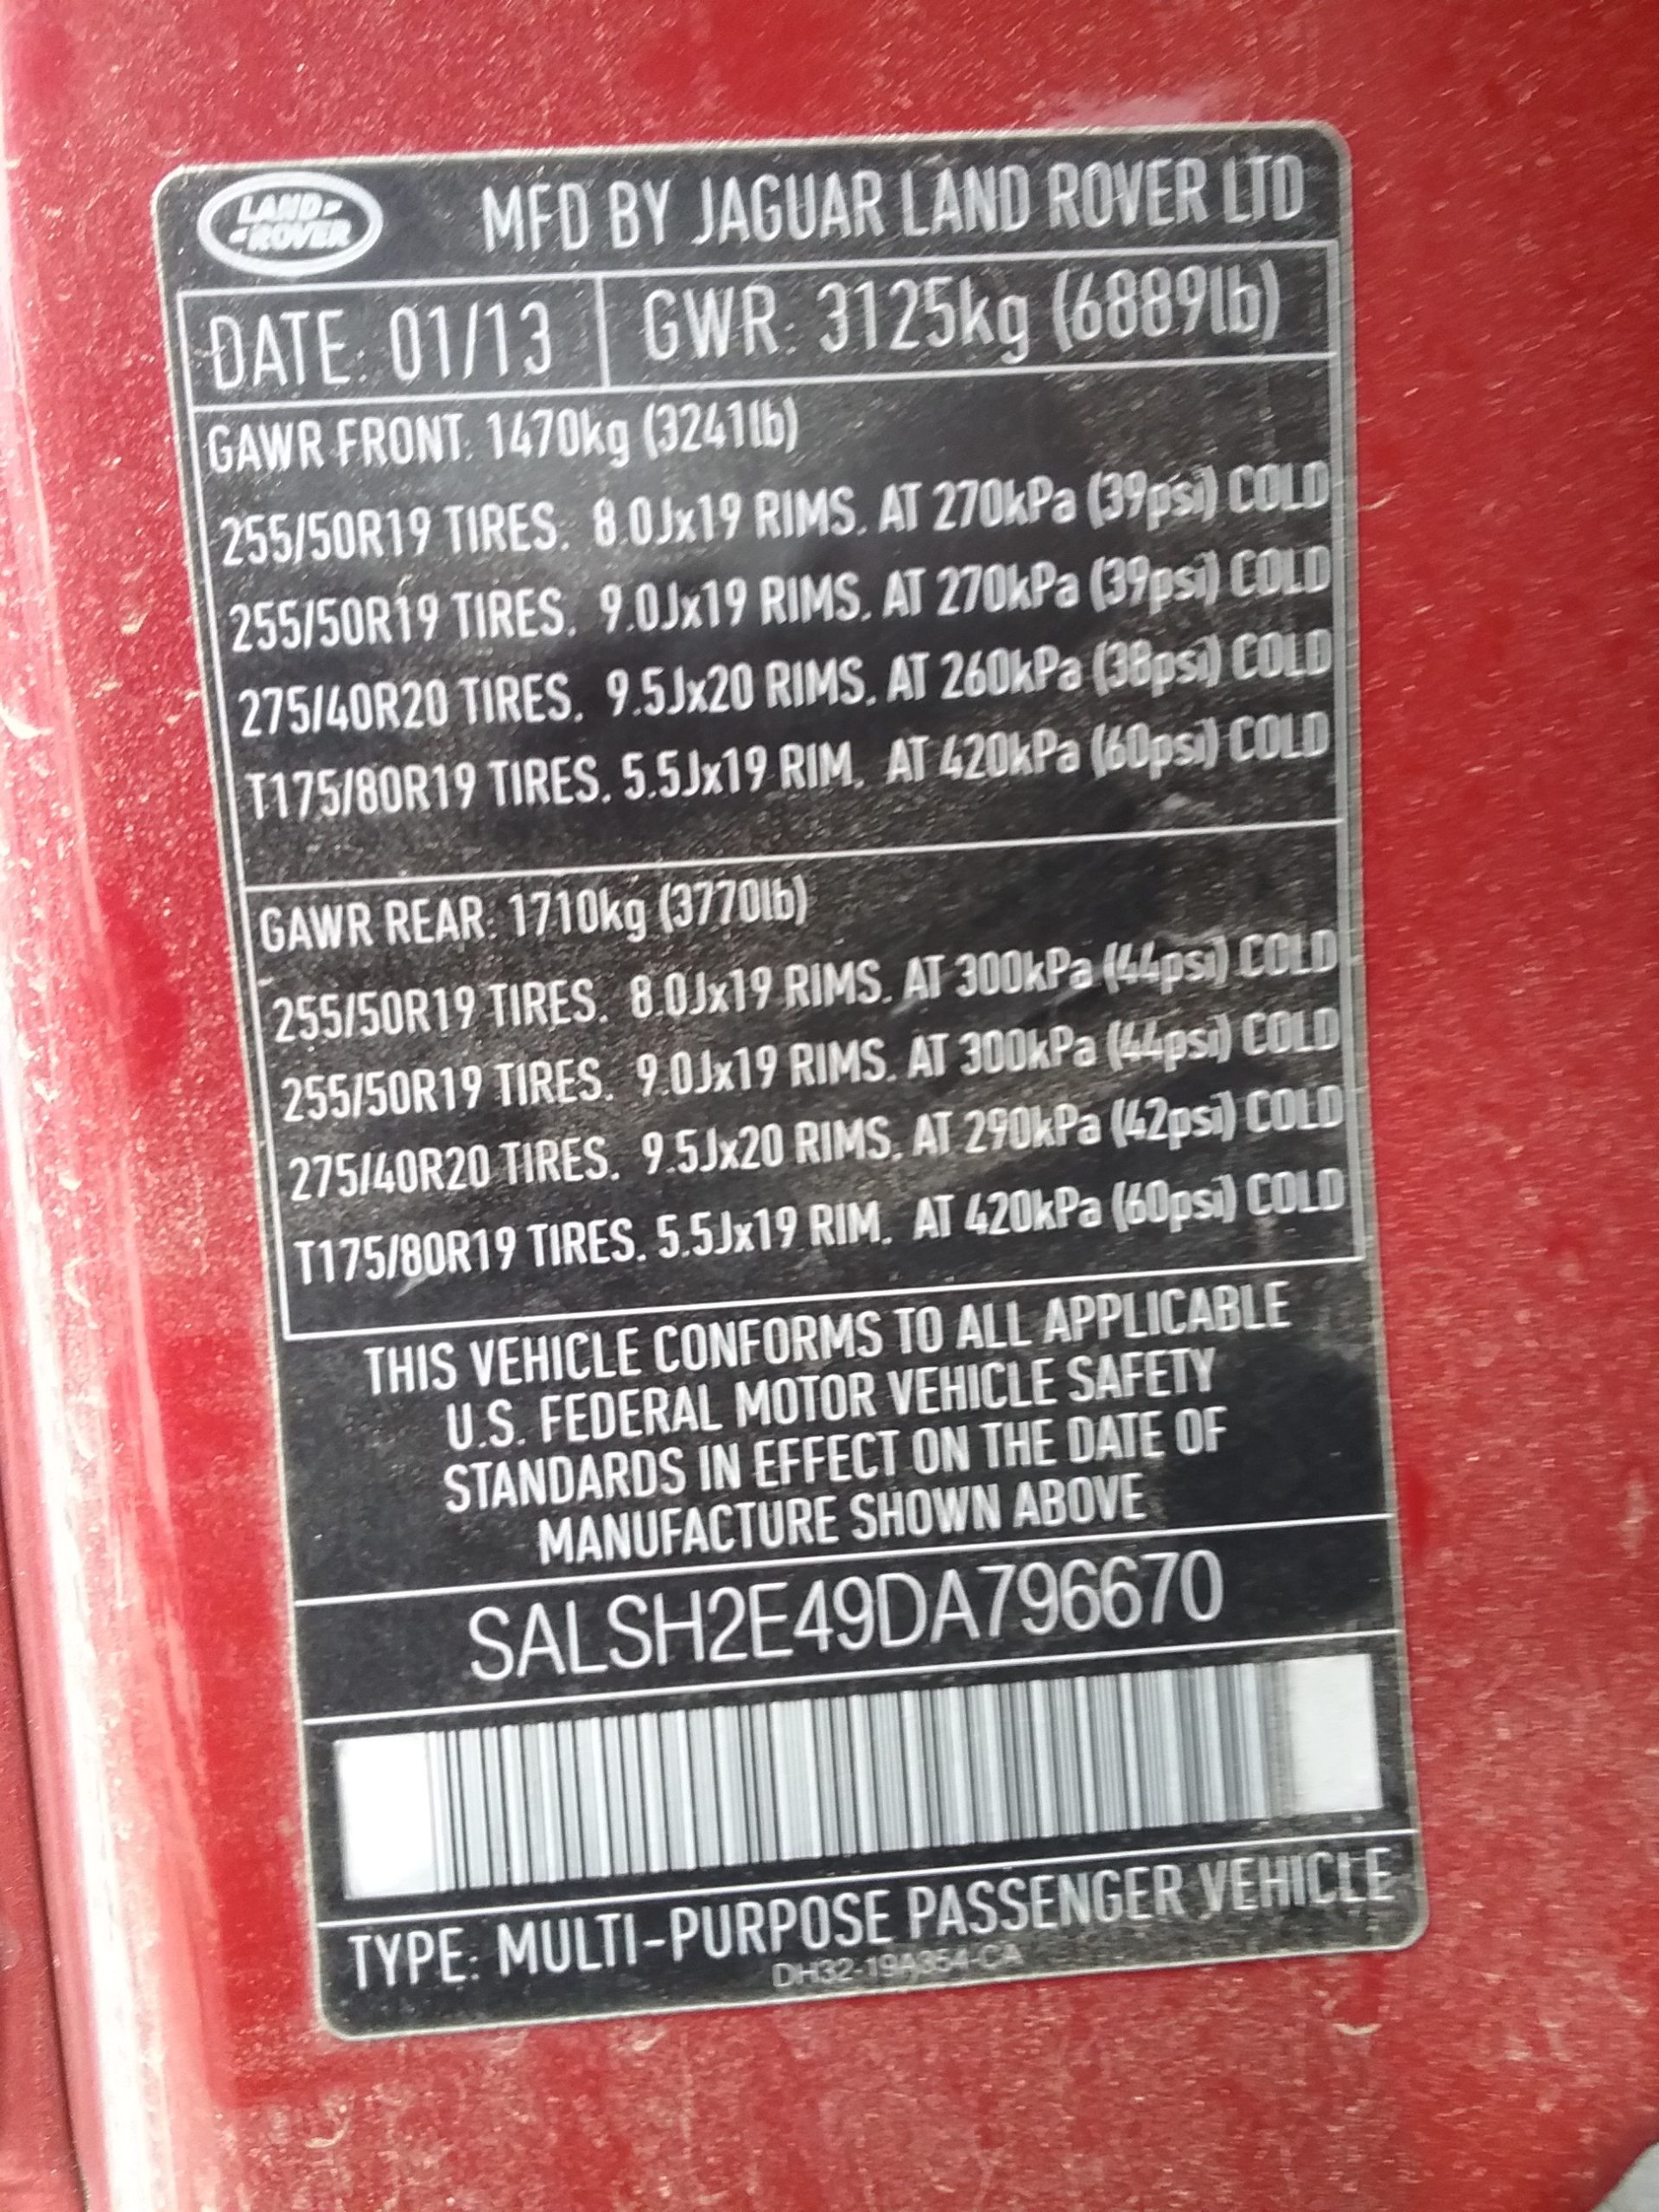 LAND ROVER
MFD BY JAGUAR LAND ROVER LTD
DATE: 01/13 GWR: 3125kg (6889lb)
GAWR FRONT: 1470kg (3241lb)
255/50R19 TIRES. 8.0Jx19 RIMS. AT 270kPa (39psi) COLD
255/50R19 TIRES. 9.0Jx19 RIMS. AT 270kPa (39psi) COLD
275/40R20 TIRES. 9.5Jx20 RIMS. AT 260kPa (38psi) COLD
T175/80R19 TIRES. 5.5Jx19 RIM. AT 420kPa (60psi) COLD
GAWR REAR: 1710kg (3770lb)
255/50R19 TIRES. 8.0Jx19 RIMS. AT 300kPa (44psi) COLD
255/50R19 TIRES. 9.0Jx19 RIMS. AT 300kPa (44psi) COLD
275/40R20 TIRES. 9.5Jx20 RIMS. AT 290kPa (42psi) COLD
T175/80R19 TIRES. 5.5Jx19 RIM. AT 420kPa (60psi) COLD
THIS VEHICLE CONFORMS TO ALL APPLICABLE
U.S. FEDERAL MOTOR VEHICLE SAFETY
STANDARDS IN EFFECT ON THE DATE OF
MANUFACTURE SHOWN ABOVE
SALSH2E49DA796670
TYPE: MULTI-PURPOSE PASSENGER VEHICLE
DH32-19A354-CA